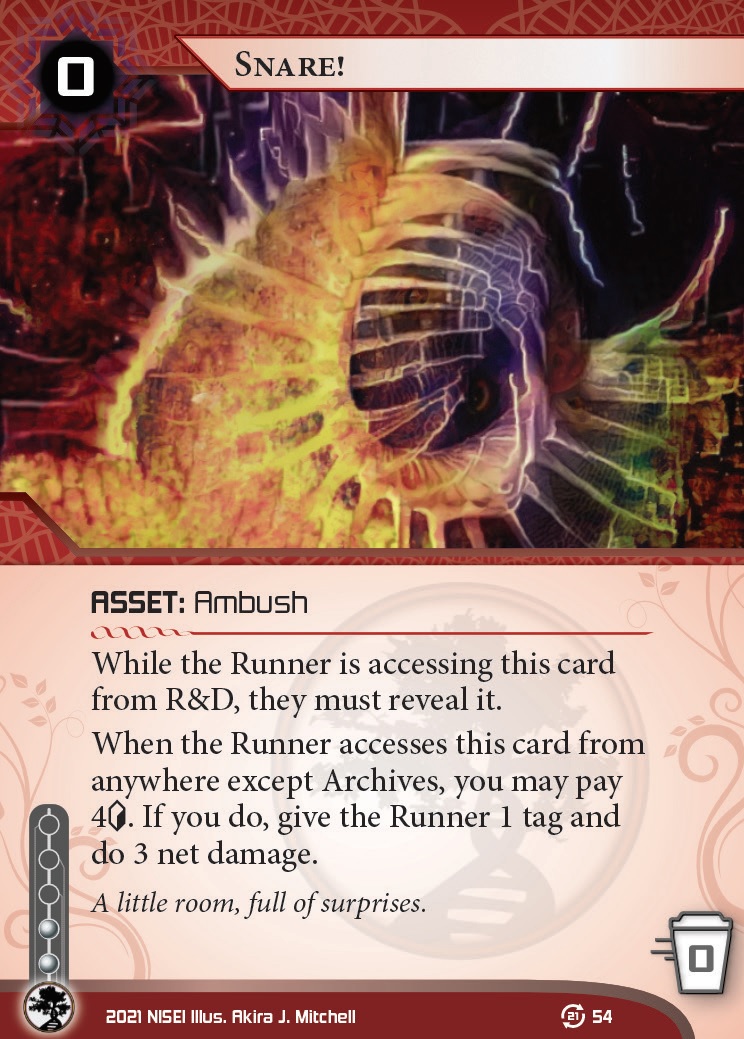 0
Snare!
ASSET: Ambush
While the Runner is accessing this card
from R&D, they must reveal it.
When the Runner accesses this card from
anywhere except Archives, you may pay
4. If you do, give the Runner 1 tag and
do 3 net damage.
A little room, full of surprises.
0
2021 NISEI Illus. Akira J. Mitchell
21 54